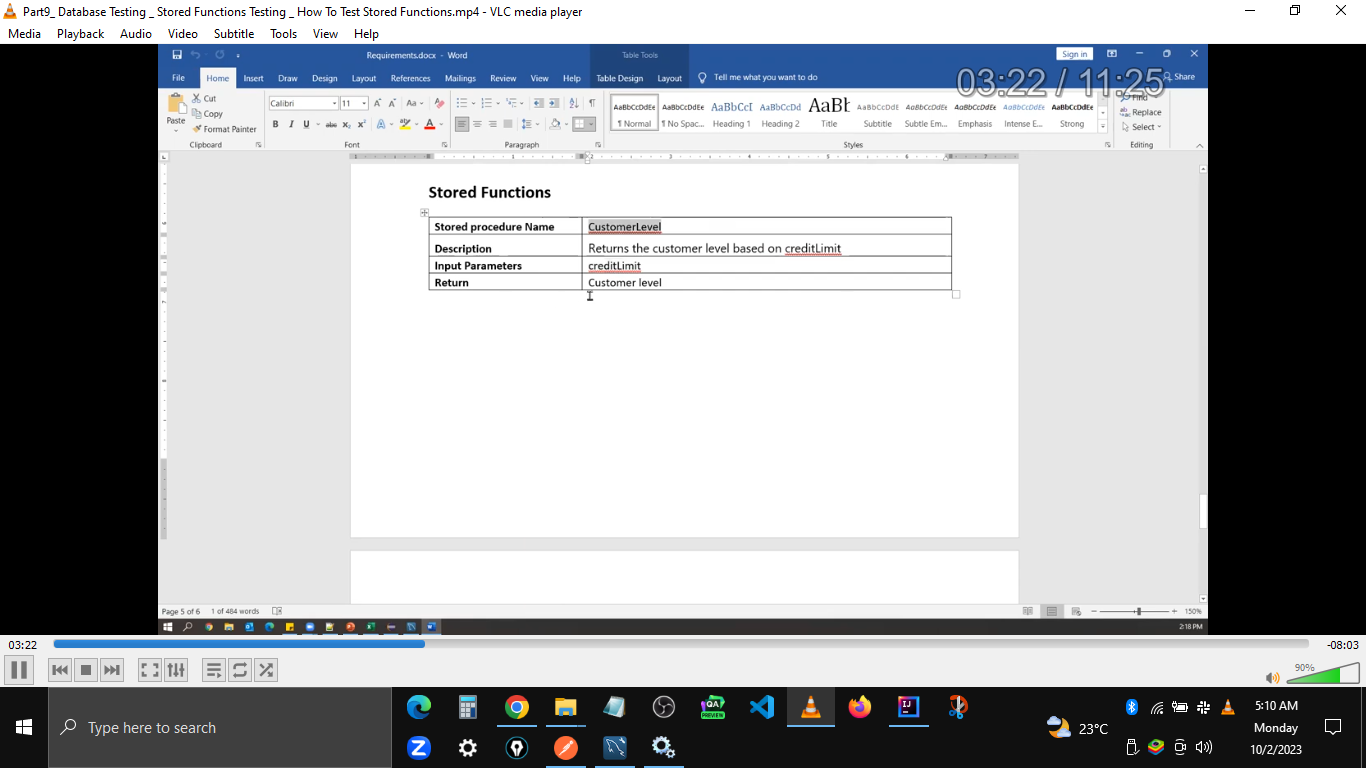 Part9_ Database Testing _ Stored Functions Testing _ How To Test Stored Functions.mp4 - VLC media player
Media Playback Audio Video Subtitle Tools View Help
Requirements.docx - Word Table Tools Sign in
File Home Insert Draw Design Layout References Mailings Review View Help Table Design Layout Tell me what you want to do Share
03:22 / 11:25
Paste Cut Copy Format Painter
Calibri 11
AaBbCcDdEe AaBbCcDdEe AaBbCcI AaBbCcDd AaBb AaBbCcDdEe AaBbCcDdEe AaBbCcDdEe AaBbCcDdEe AaBbCcDdEe
¶ Normal ¶ No Spac... Heading 1 Heading 2 Title Subtitle Subtle Em... Emphasis Intense E... Strong
Find
Replace
Select
Clipboard Font Paragraph Styles Editing
Stored Functions
Stored procedure Name CustomerLevel
Description Returns the customer level based on creditLimit
Input Parameters creditLimit
Return Customer level
Page 5 of 6 1 of 484 words 150%
2:18 PM
03:22 -08:03
90%
Type here to search
23°C
5:10 AM
Monday
10/2/2023